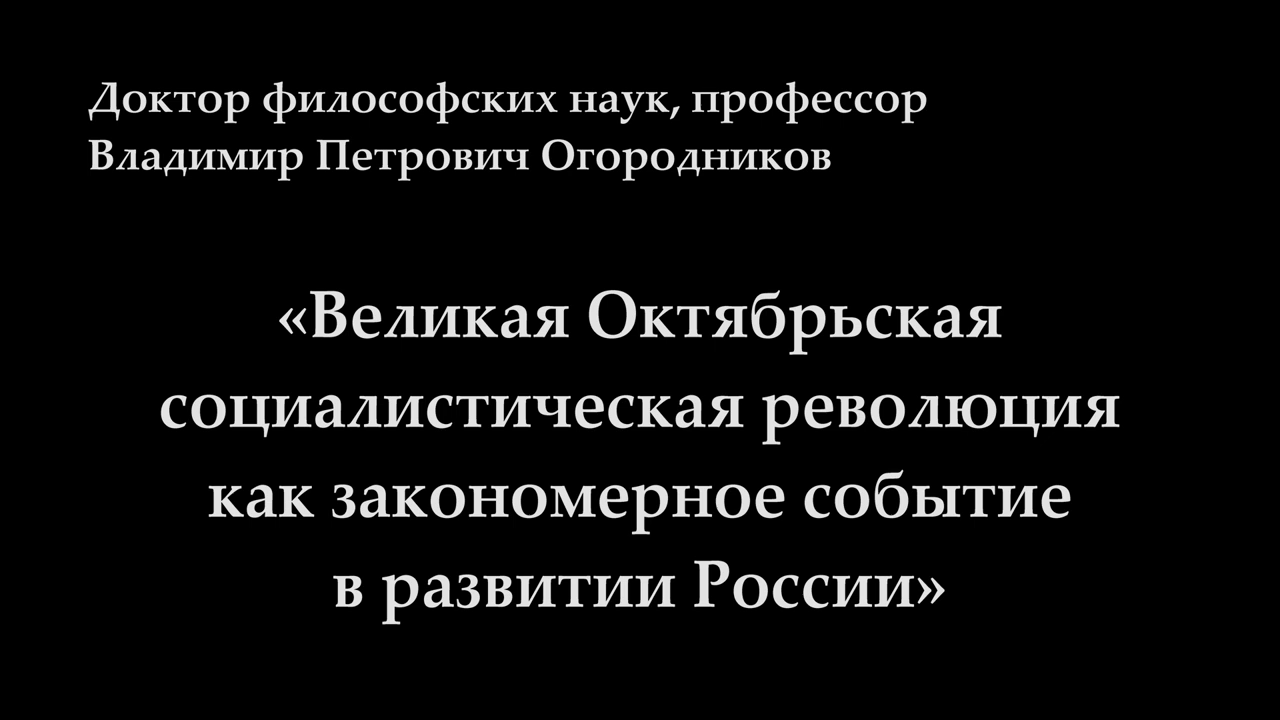 Доктор философских наук, профессор
Владимир Петрович Огородников
«Великая Октябрьская
социалистическая революция
как закономерное событие
в развитии России»